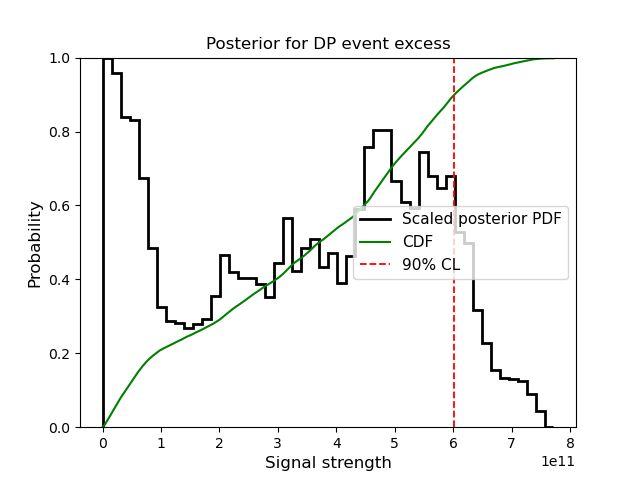 Posterior for DP event excess
1.0
0.8
0.6
0.4
0.2
0.0
Probability
Scaled posterior PDF
CDF
90% CL
0 1 2 3 4 5 6 7 8
1e11
Signal strength